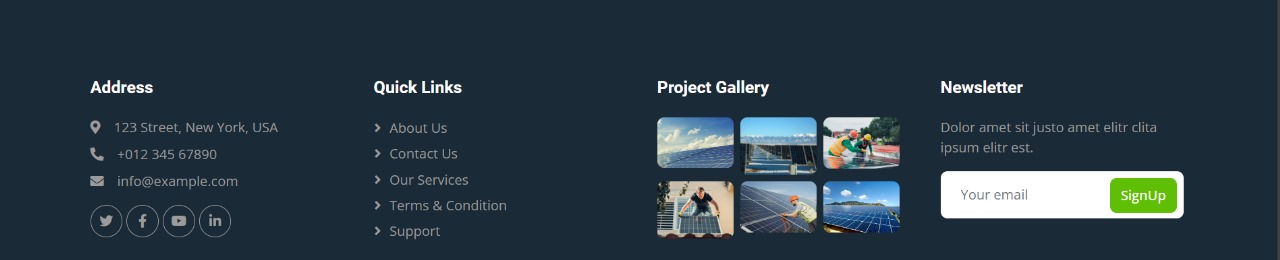 Address
123 Street, New York, USA
+012 345 67890
info@example.com
Quick Links
About Us
Contact Us
Our Services
Terms & Condition
Support
Project Gallery
Newsletter
Dolor amet sit justo amet elitr clita
ipsum elitr est.
Your email
SignUp